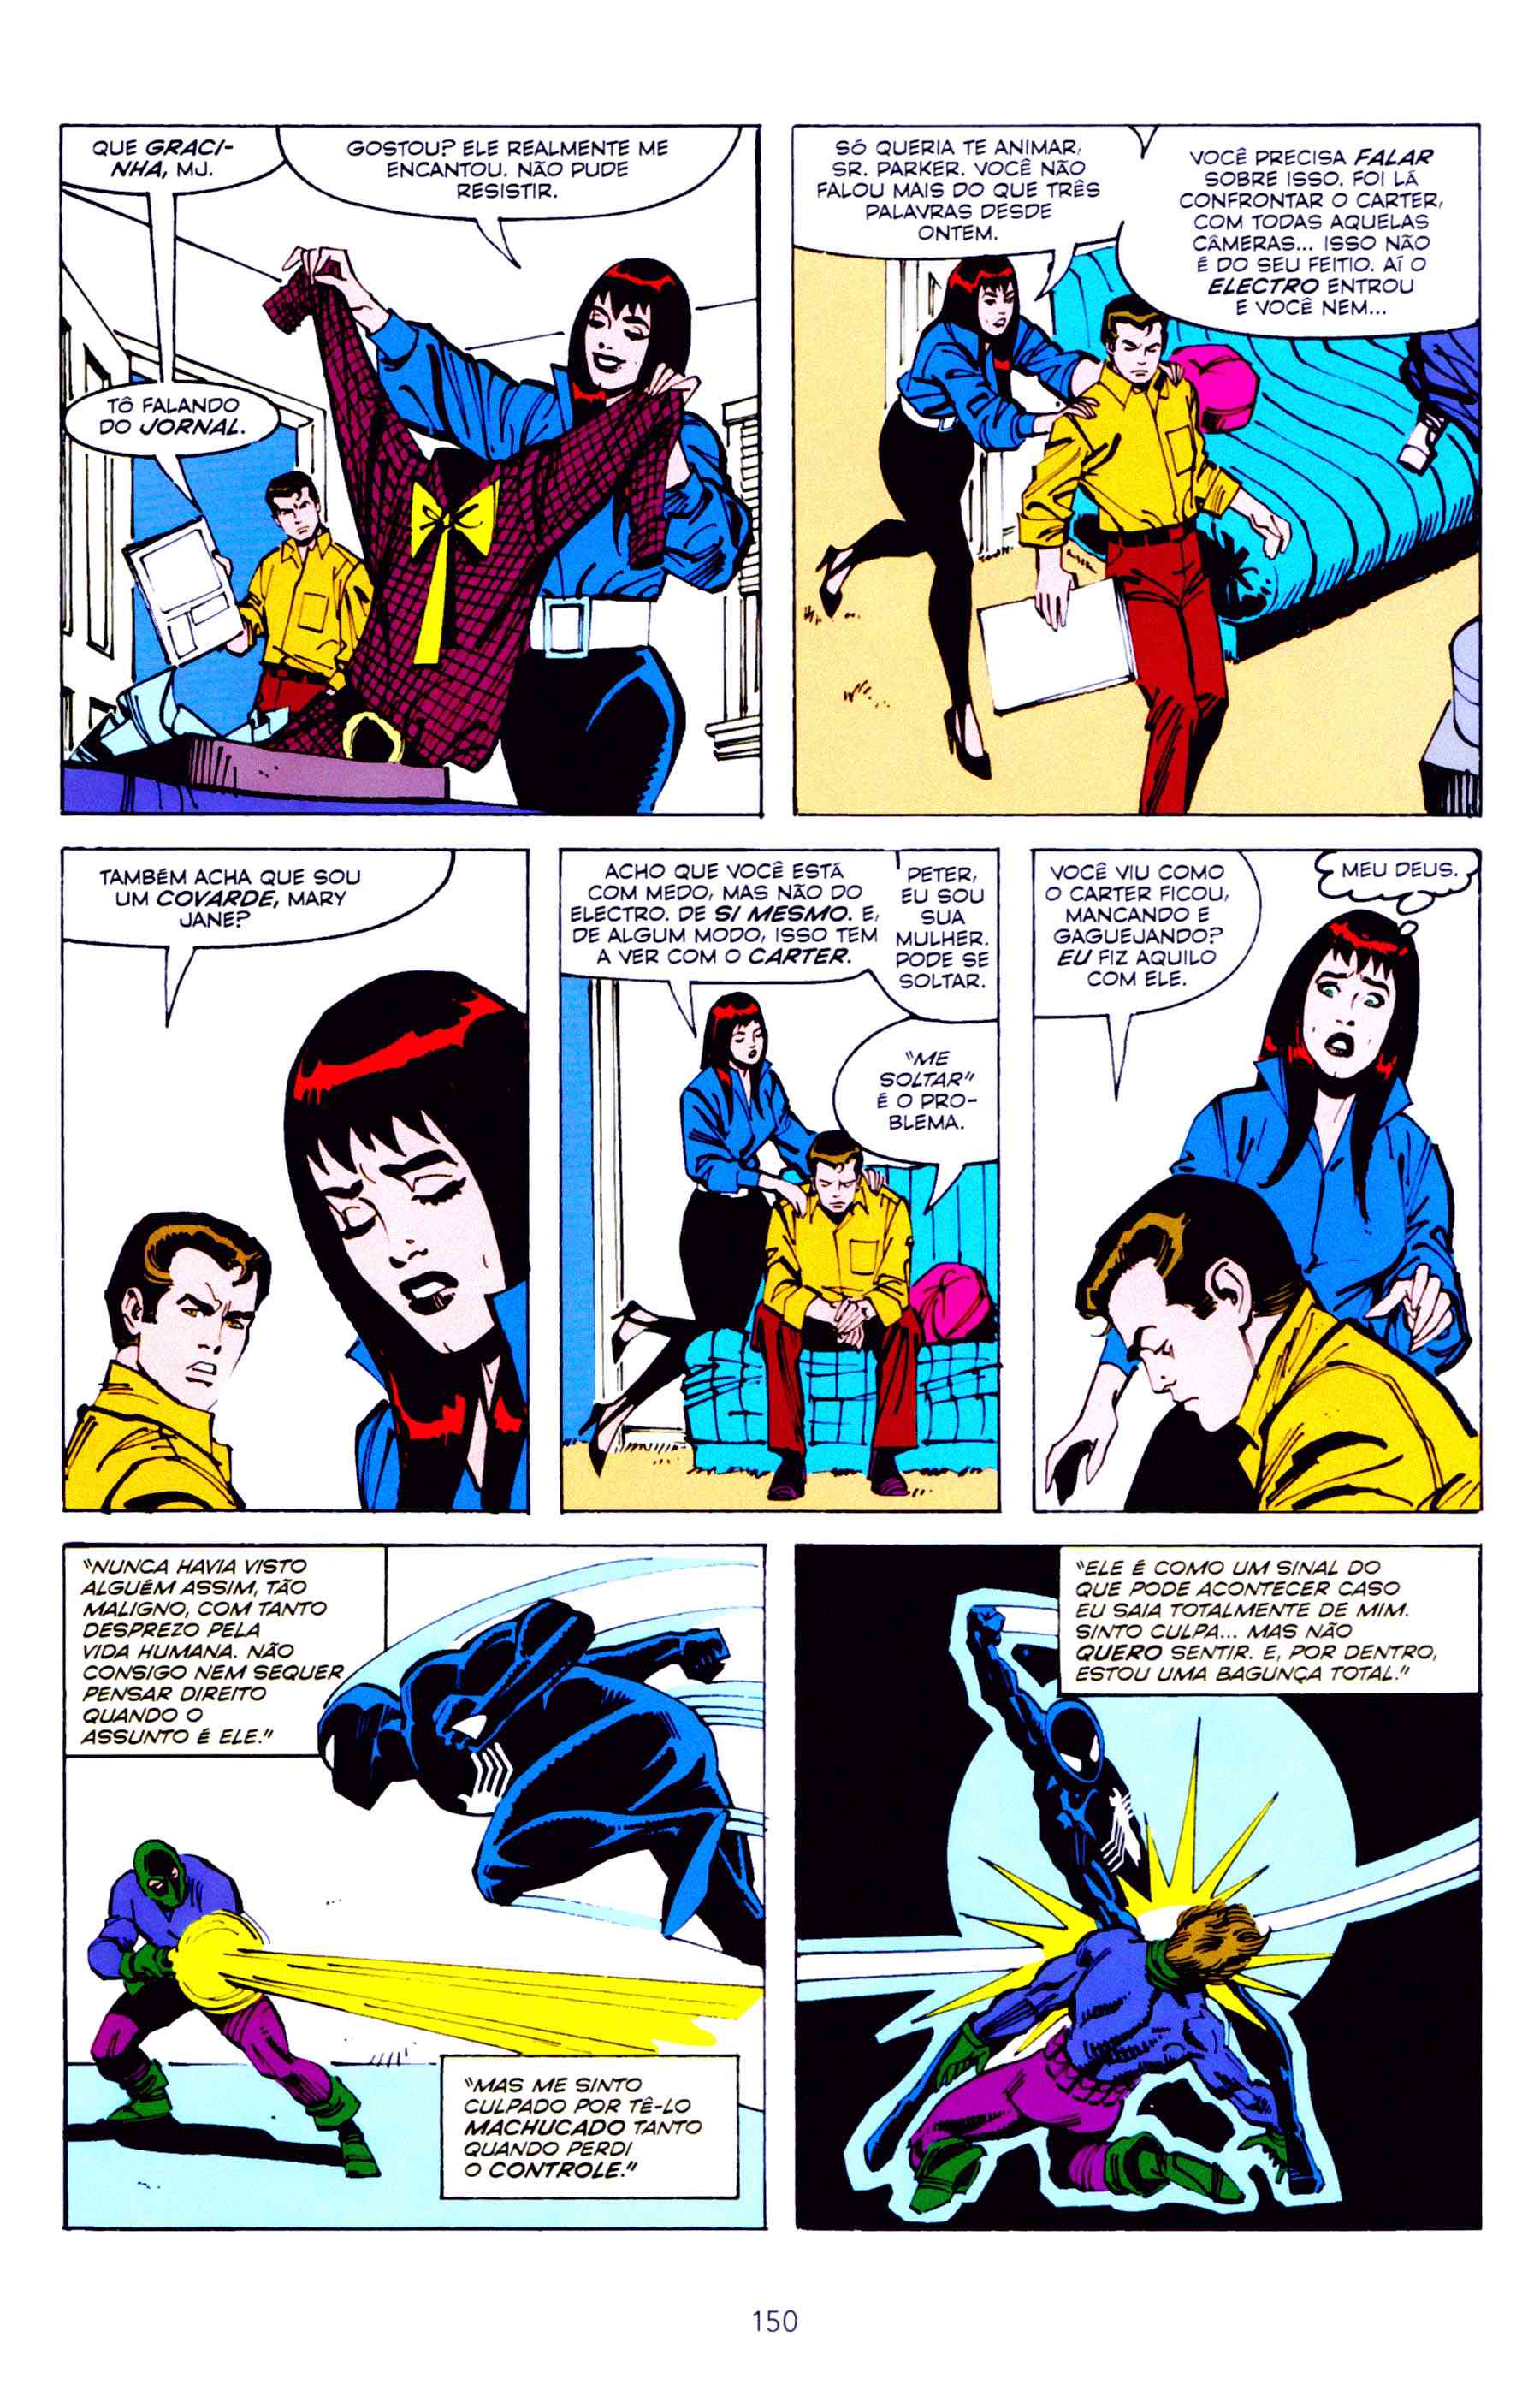 QUE GRACI-
NHA, MJ.
GOSTOU? ELE REALMENTE ME
ENCANTOU. NÃO PUDE
RESISTIR.
TÔ FALANDO
DO JORNAL.
SÓ QUERIA TE ANIMAR,
SR. PARKER. VOCÊ NÃO
FALOU MAIS DO QUE TRÊS
PALAVRAS DESDE
ONTEM.
VOCÊ PRECISA FALAR
SOBRE ISSO. FOI LÁ
CONFRONTAR O CARTER,
COM TODAS AQUELAS
CÂMERAS... ISSO NÃO
É DO SEU FEITIO. AÍ O
ELECTRO ENTROU
E VOCÊ NEM...
TAMBÉM ACHA QUE SOU
UM COVARDE, MARY
JANE?
ACHO QUE VOCÊ ESTÁ
COM MEDO, MAS NÃO DO
ELECTRO. DE SI MESMO. E,
DE ALGUM MODO, ISSO TEM
A VER COM O CARTER.
PETER,
EU SOU
SUA
MULHER.
PODE SE
SOLTAR.
"ME
SOLTAR"
É O PRO-
BLEMA.
VOCÊ VIU COMO
O CARTER FICOU,
MANCANDO E
GAGUEJANDO?
EU FIZ AQUILO
COM ELE.
MEU DEUS.
"NUNCA HAVIA VISTO
ALGUÉM ASSIM, TÃO
MALIGNO, COM TANTO
DESPREZO PELA
VIDA HUMANA. NÃO
CONSIGO NEM SEQUER
PENSAR DIREITO
QUANDO O
ASSUNTO É ELE."
"MAS ME SINTO
CULPADO POR TÊ-LO
MACHUCADO TANTO
QUANDO PERDI
O CONTROLE."
"ELE É COMO UM SINAL DO
QUE PODE ACONTECER CASO
EU SAIA TOTALMENTE DE MIM.
SINTO CULPA... MAS NÃO
QUERO SENTIR. E, POR DENTRO,
ESTOU UMA BAGUNÇA TOTAL."
150